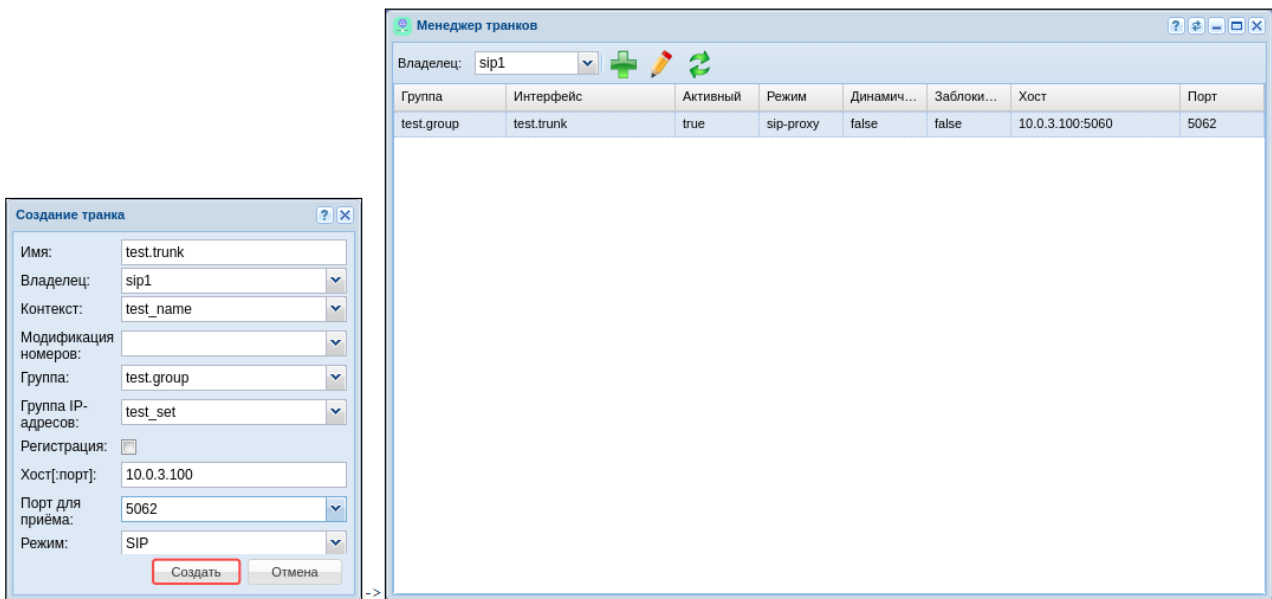 Создание транка
Имя: test.trunk
Владелец: sip1
Контекст: test_name
Модификация
номеров:
Группа: test.group
Группа IP-
адресов: test_set
Регистрация:
Хост[:порт]: 10.0.3.100
Порт для
приёма: 5062
Режим: SIP
Создать Отмена
->
Менеджер транков
Владелец: sip1
Группа Интерфейс Активный Режим Динамич... Заблоки... Хост Порт
test.group test.trunk true sip-proxy false false 10.0.3.100:5060 5062